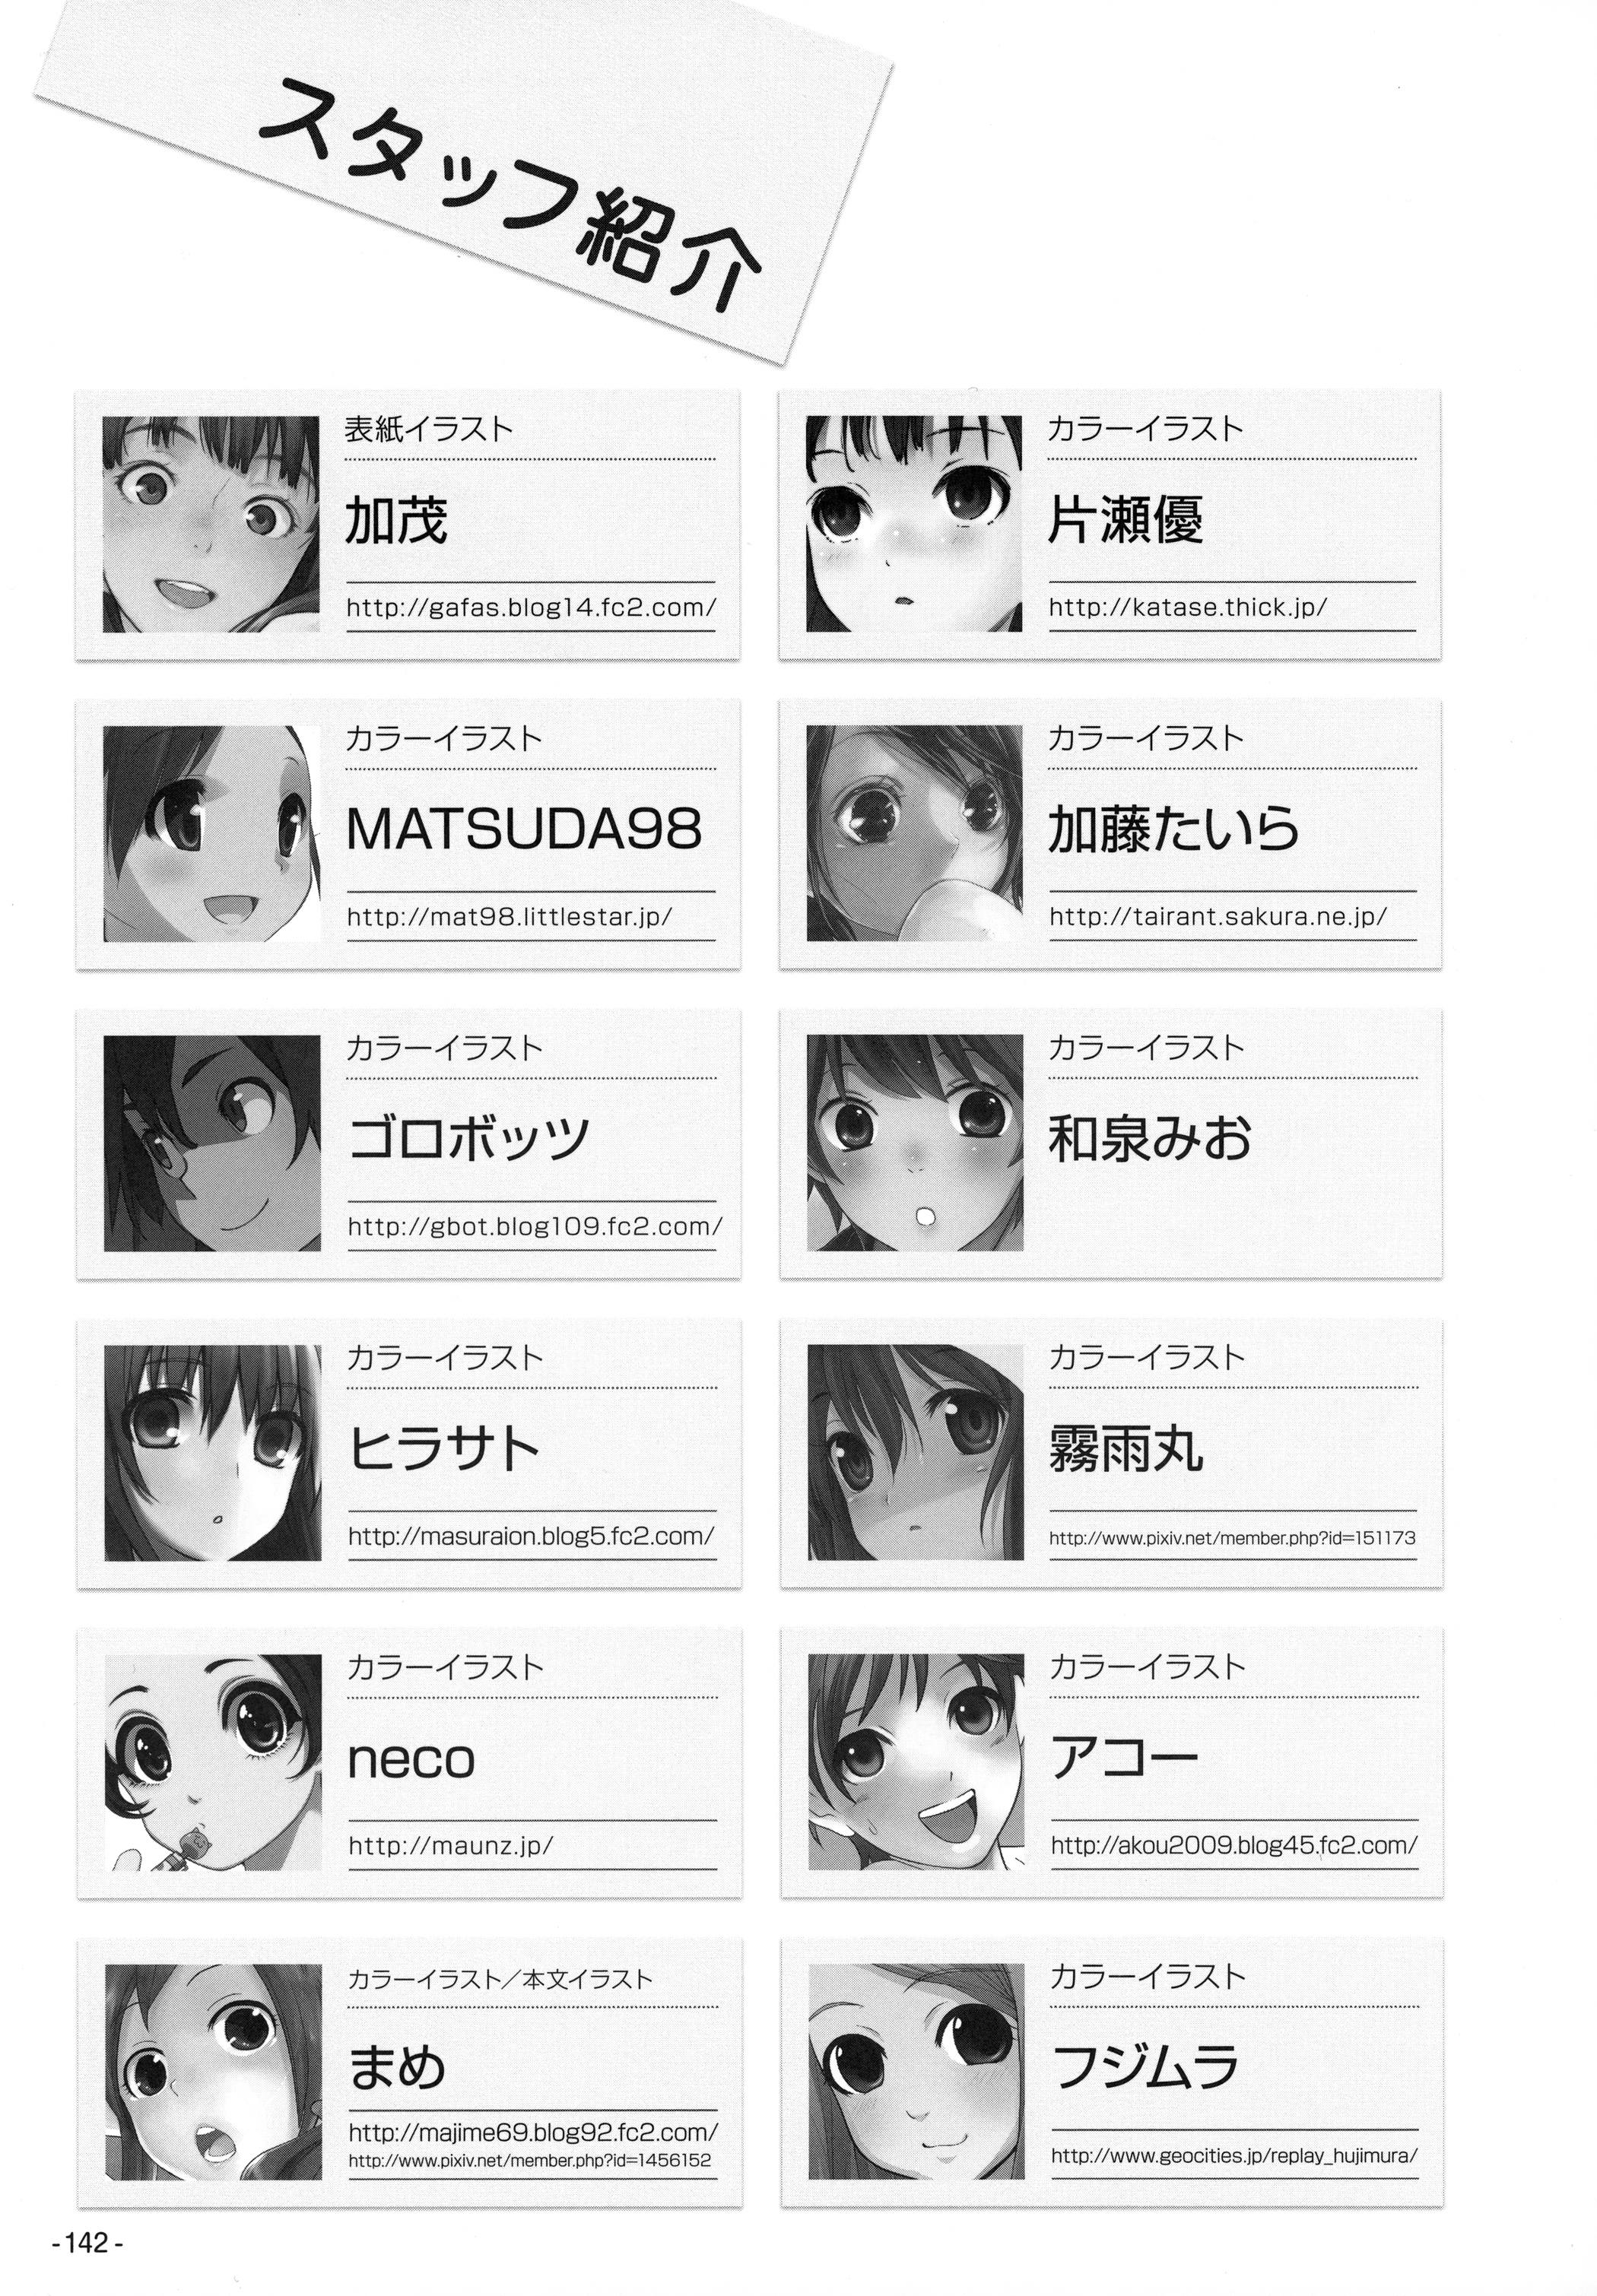 スタッフ紹介
表紙イラスト
加茂
http://gafas.blog14.fc2.com/
カラーイラスト
片瀬優
http://katase.thick.jp/
カラーイラスト
MATSUDA98
http://mat98.littlestar.jp/
カラーイラスト
加藤たいら
http://tairant.sakura.ne.jp/
カラーイラスト
ゴロボッツ
http://gbot.blog109.fc2.com/
カラーイラスト
和泉みお
カラーイラスト
ヒラサト
http://masuraion.blog5.fc2.com/
カラーイラスト
霧雨丸
http://www.pixiv.net/member.php?id=151173
カラーイラスト
neco
http://maunz.jp/
カラーイラスト
アコー
http://akou2009.blog45.fc2.com/
カラーイラスト／本文イラスト
まめ
http://majime69.blog92.fc2.com/
http://www.pixiv.net/member.php?id=1456152
カラーイラスト
フジムラ
http://www.geocities.jp/replay_hujimura/
-142-